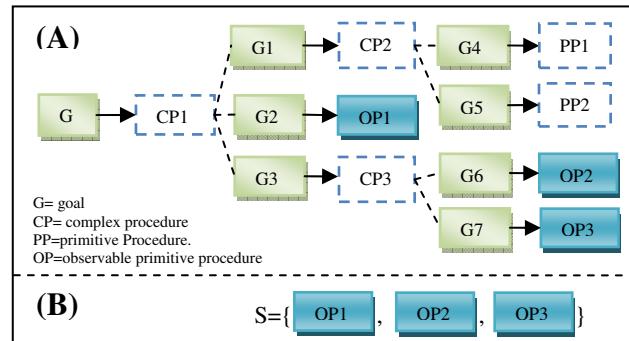 (A)
G1 CP2 G4 PP1
G5 PP2
G CP1 G2 OP1
G3 CP3 G6 OP2
G7 OP3
G= goal
CP= complex procedure
PP=primitive Procedure.
OP=observable primitive procedure
(B)
S={ OP1 , OP2 , OP3 }